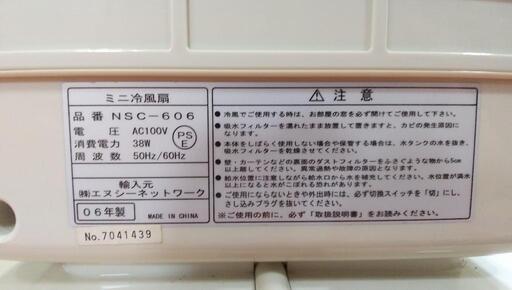 ミニ冷風扇
品番 NSC-606
電圧 AC100V
消費電力 38W
周波数 50Hz/60Hz
PS
E
輸入元
㈱エヌシーネットワーク
06年製
MADE IN CHINA
No.7041439
⚠注意
●冷風でご使用する時は、お部屋の窓を必ず開けてください。
●吸水フィルターを濡れたまま放置して置きますと、カビの発生の原因になります。
●本体をしばらく使用しない場合や保管する場合は、水タンクの水を抜き、
吸水フィルターを乾燥させてください。
●壁・カーテンなどの裏面のダストフィルターをふさぐような物から5cm
以上離してください。異常過熱や故障の原因となります。
●給水位置に注意しながら給水口から水を補充してください。水位置が満水
以上になると水がこぼれる恐れがあります。
●ご使用にならないときや外出時には、必ず切換スイッチを「切」にし、
さし込みプラグを抜いてください。
※ご使用の前に、必ず「取扱説明書」をお読みください。